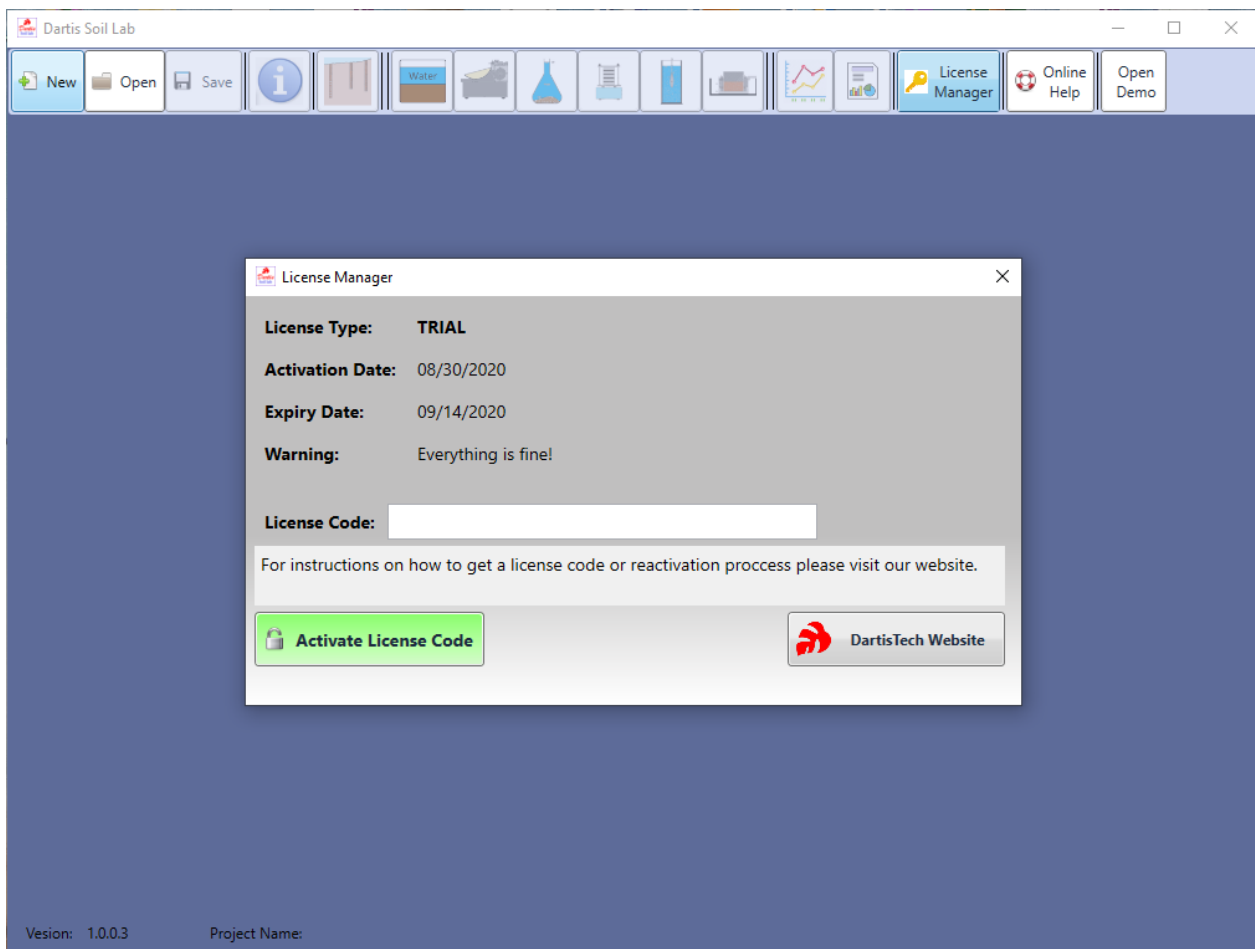 Dartis Soil Lab
New
Open
Save
Water
License
Manager
Online
Help
Open
Demo
License Manager
License Type: TRIAL
Activation Date: 08/30/2020
Expiry Date: 09/14/2020
Warning: Everything is fine!
License Code:
For instructions on how to get a license code or reactivation proccess please visit our website.
Activate License Code
DartisTech Website
Vesion: 1.0.0.3 Project Name: